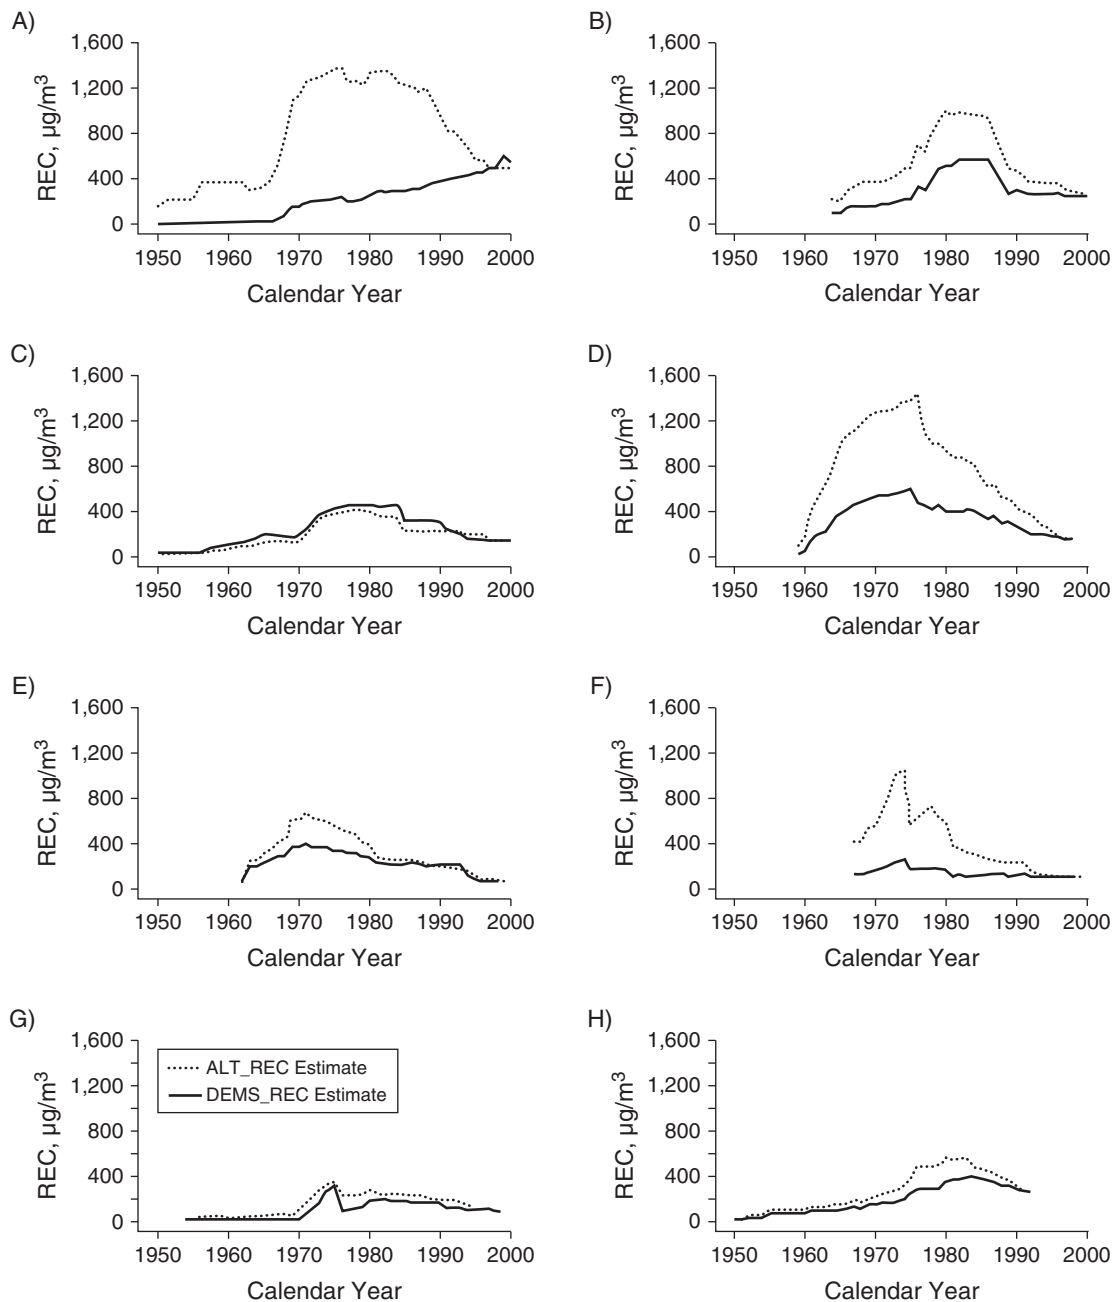 A)
1,600
1,200
800
400
0
REC, µg/m³
1950 1960 1970 1980 1990 2000
Calendar Year
B)
1,600
1,200
800
400
0
REC, µg/m³
1950 1960 1970 1980 1990 2000
Calendar Year
C)
1,600
1,200
800
400
0
REC, µg/m³
1950 1960 1970 1980 1990 2000
Calendar Year
D)
1,600
1,200
800
400
0
REC, µg/m³
1950 1960 1970 1980 1990 2000
Calendar Year
E)
1,600
1,200
800
400
0
REC, µg/m³
1950 1960 1970 1980 1990 2000
Calendar Year
F)
1,600
1,200
800
400
0
REC, µg/m³
1950 1960 1970 1980 1990 2000
Calendar Year
G)
1,600
1,200
800
400
0
REC, µg/m³
ALT_REC Estimate
DEMS_REC Estimate
1950 1960 1970 1980 1990 2000
Calendar Year
H)
1,600
1,200
800
400
0
REC, µg/m³
1950 1960 1970 1980 1990 2000
Calendar Year